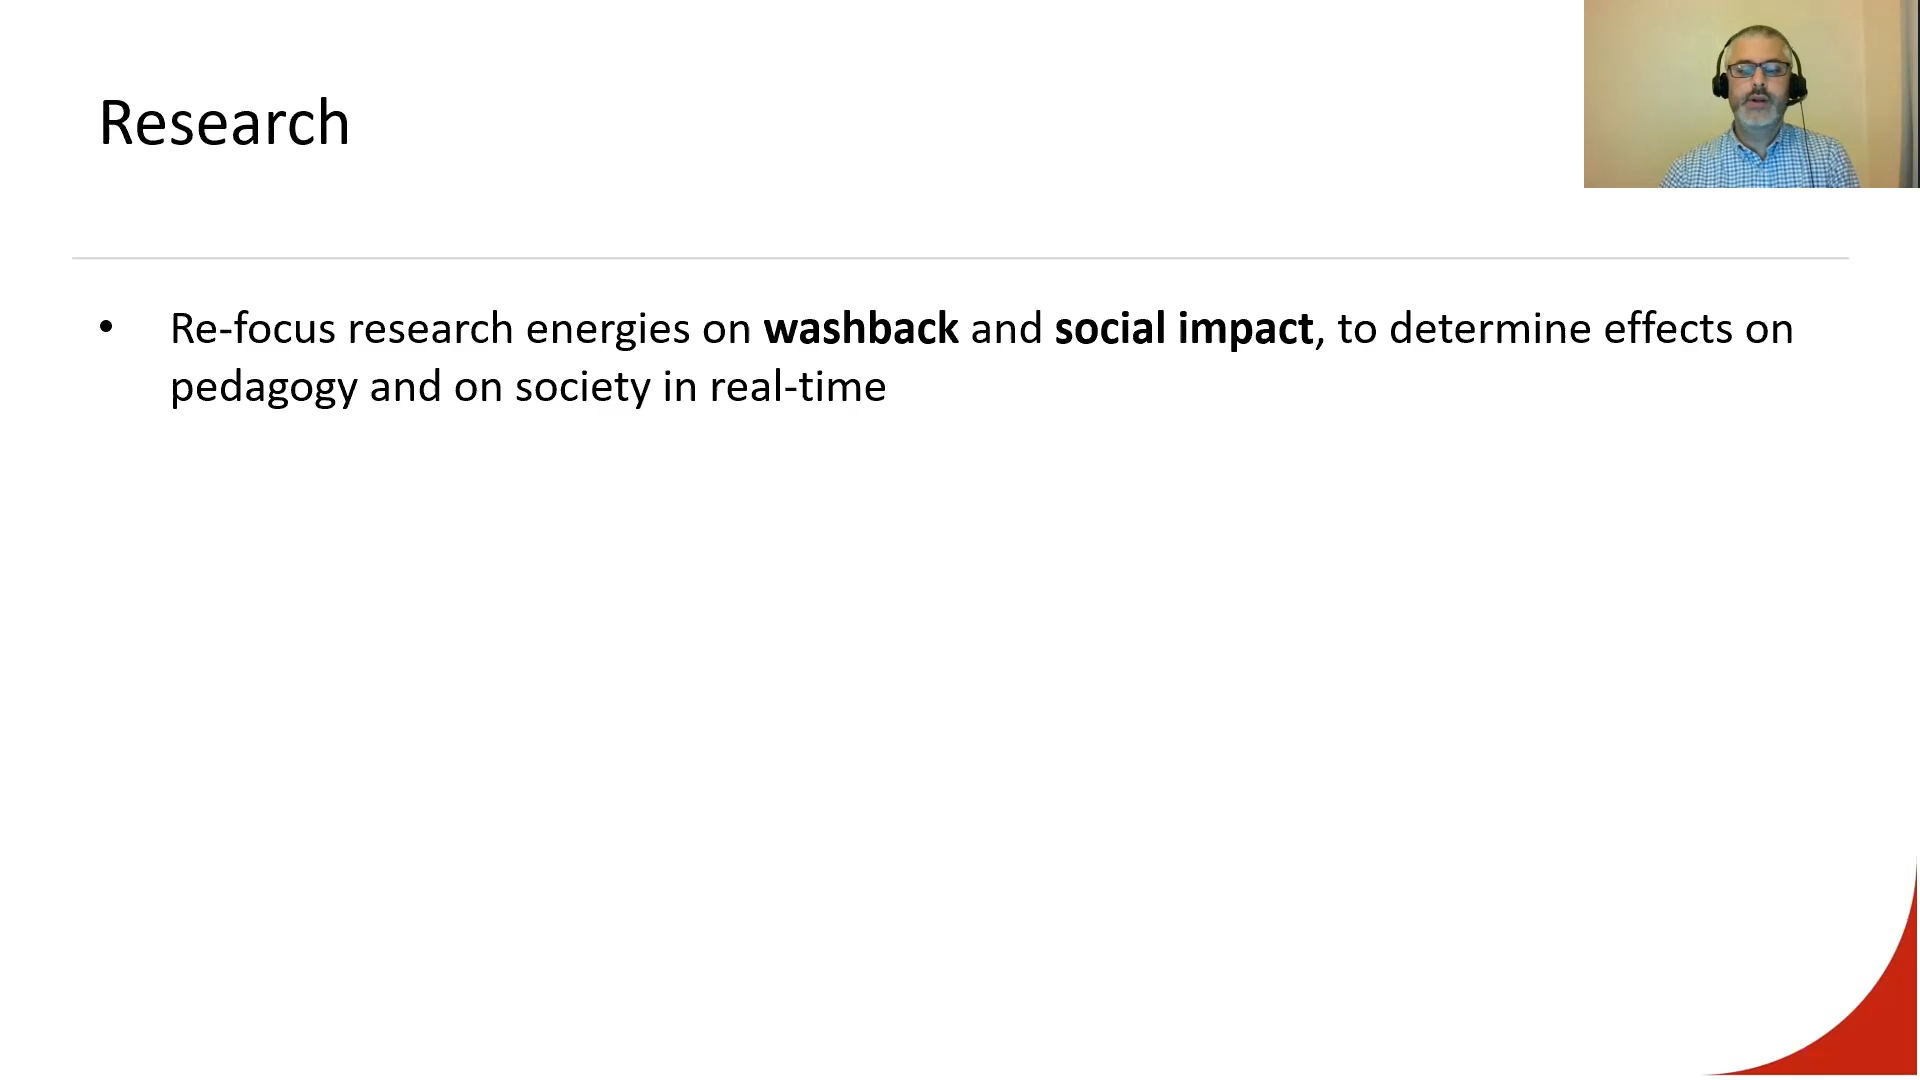 Research
• Re-focus research energies on washback and social impact, to determine effects on
pedagogy and on society in real-time